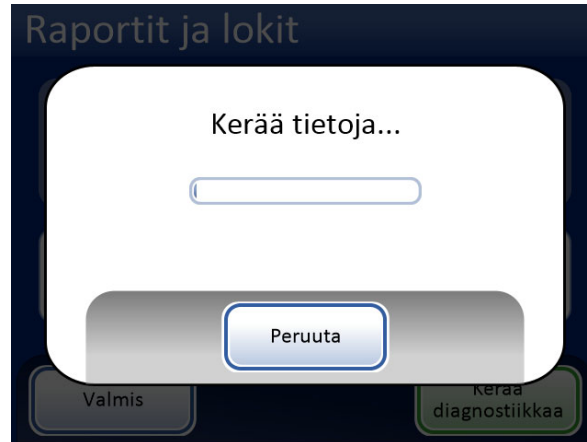 Raportit ja lokit
Kerää tietoja...
Peruuta
Valmis
Kerää
diagnostiikkaa